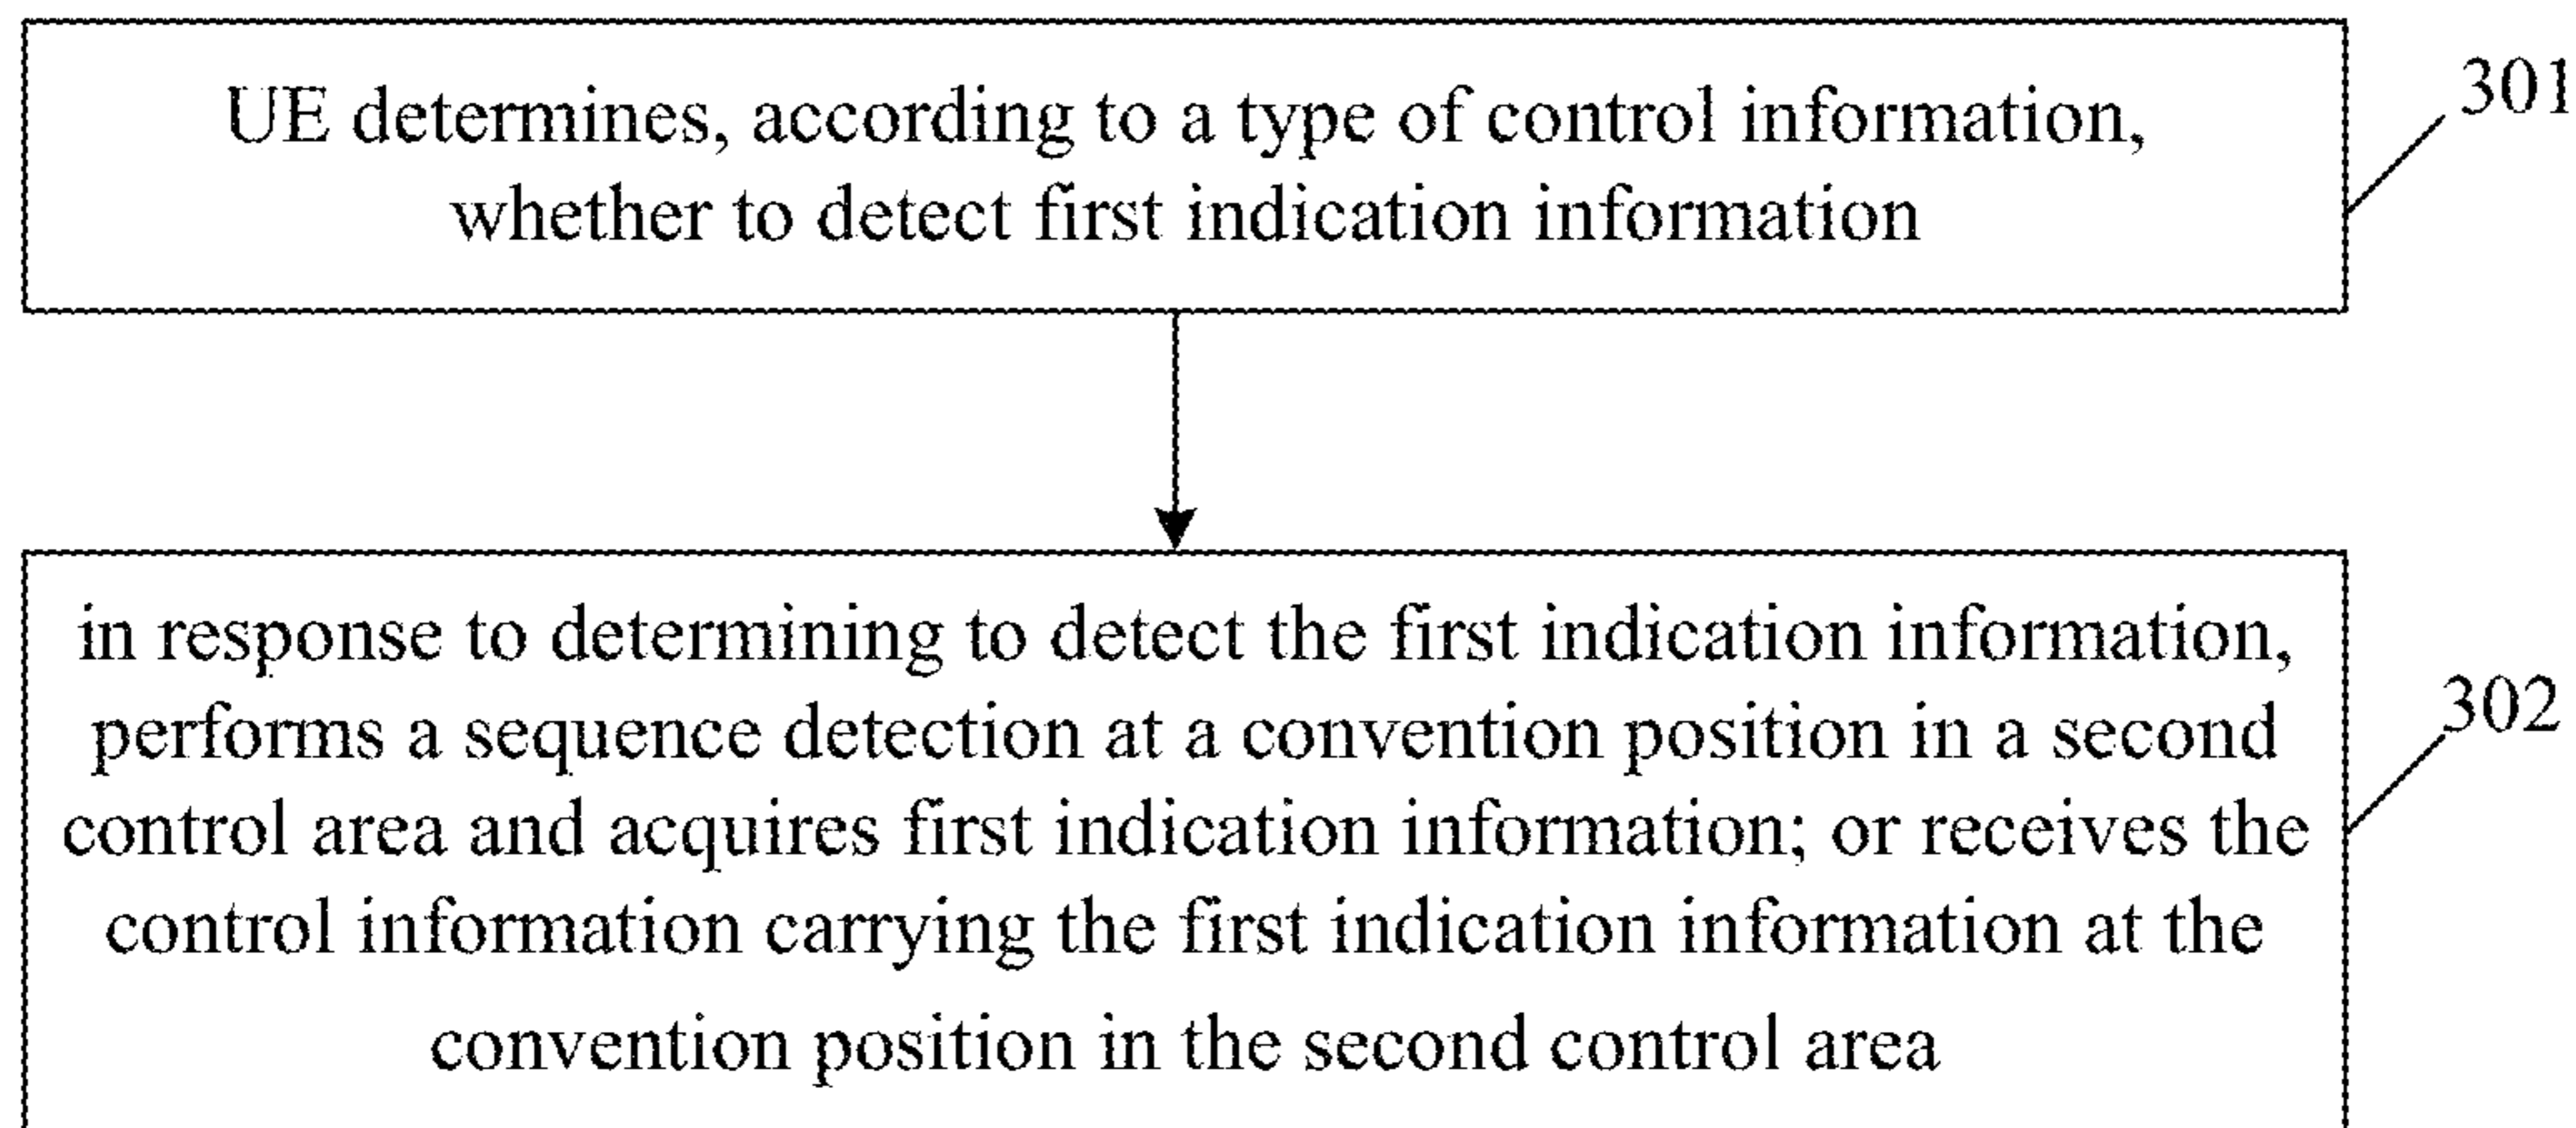 UE determines, according to a type of control information,
whether to detect first indication information
301
in response to determining to detect the first indication information,
performs a sequence detection at a convention position in a second
control area and acquires first indication information; or receives the
control information carrying the first indication information at the
convention position in the second control area
302